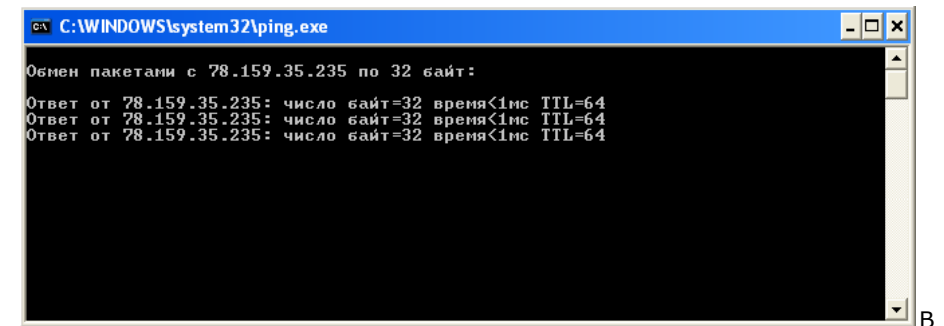 C:\WINDOWS\system32\ping.exe
Обмен пакетами с 78.159.35.235 по 32 байт:
Ответ от 78.159.35.235: число байт=32 время<1мс TTL=64
Ответ от 78.159.35.235: число байт=32 время<1мс TTL=64
Ответ от 78.159.35.235: число байт=32 время<1мс TTL=64
В